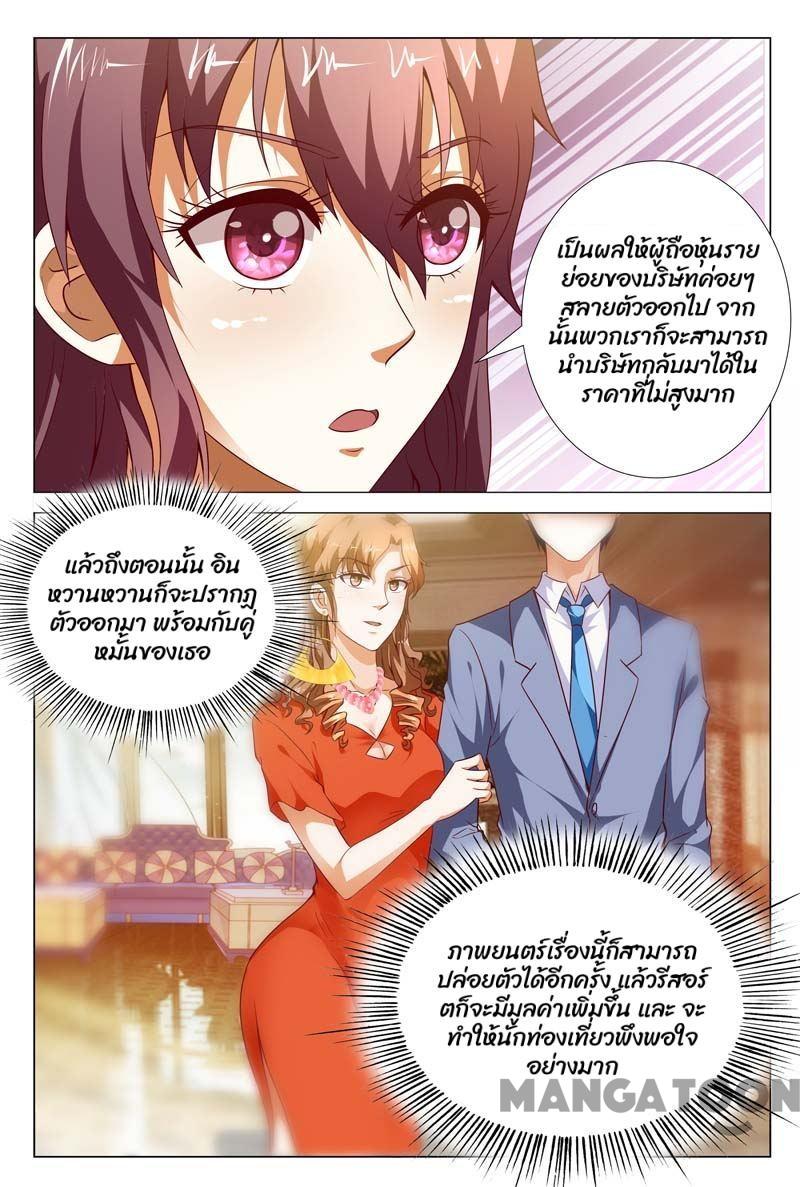 เป็นผลให้ผู้ถือหุ้นราย
ย่อยของบริษัทค่อยๆ
สลายตัวออกไป จาก
นั้นพวกเราก็จะสามารถ
นำบริษัทกลับมาได้ใน
ราคาที่ไม่สูงมาก
แล้วถึงตอนนั้น อิน
หวานหวานก็จะปรากฏ
ตัวออกมา พร้อมกับคู่
หมั้นของเธอ
ภาพยนตร์เรื่องนี้ก็สามารถ
ปล่อยตัวได้อีกครั้ง แล้วรีสอร์
ตก็จะมีมูลค่าเพิ่มขึ้น และ จะ
ทำให้นักท่องเที่ยวพึงพอใจ
อย่างมาก
MANGATOON